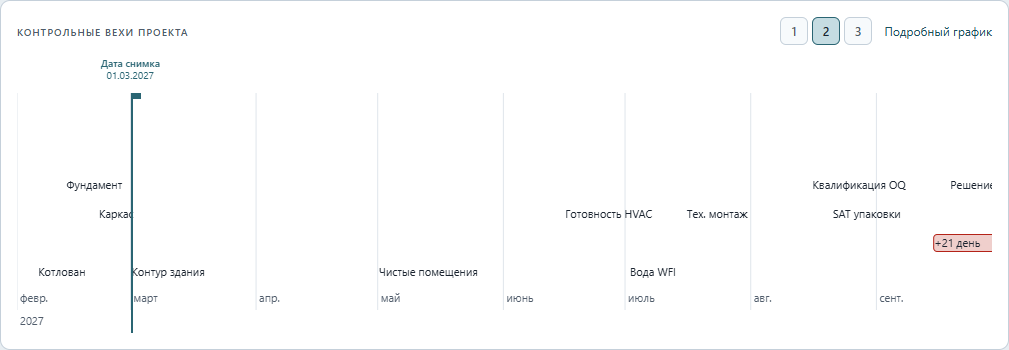 КОНТРОЛЬНЫЕ ВЕХИ ПРОЕКТА
1 2 3 Подробный график
Дата снимка
01.03.2027
Фундамент Квалификация OQ Решение
Каркас Готовность HVAC Тех. монтаж SAT упаковки
+21 день
Котлован Контур здания Чистые помещения Вода WFI
февр. март апр. май июнь июль авг. сент.
2027